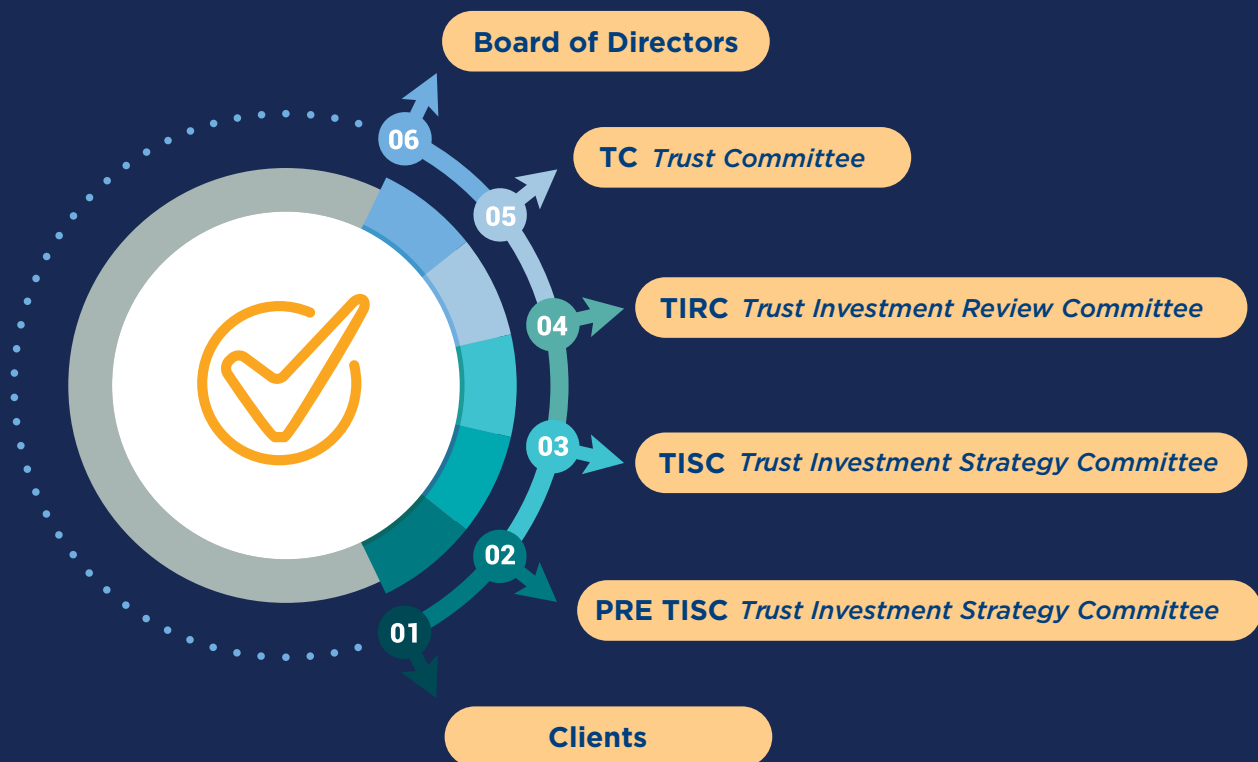 Board of Directors
06
TC Trust Committee
05
TIRC Trust Investment Review Committee
04
03
TISC Trust Investment Strategy Committee
02
PRE TISC Trust Investment Strategy Committee
01
Clients